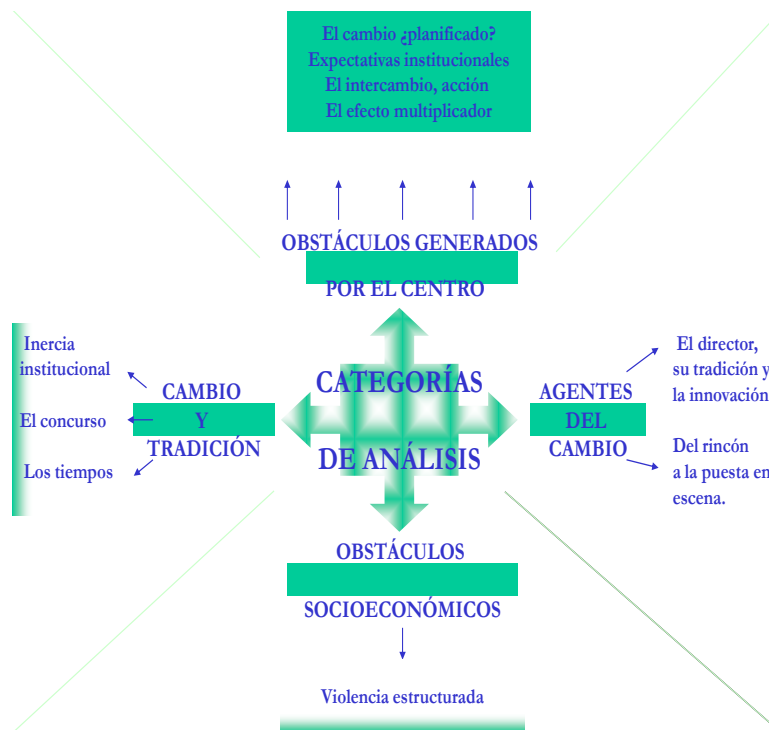 El cambio ¿planificado?
Expectativas institucionales
El intercambio, acción
El efecto multiplicador
OBSTÁCULOS GENERADOS
POR EL CENTRO
Inercia
institucional
El concurso
Los tiempos
CAMBIO
Y
TRADICIÓN
CATEGORÍAS
DE ANÁLISIS
AGENTES
DEL
CAMBIO
El director,
su tradición y
la innovación
Del rincón
a la puesta en
escena.
OBSTÁCULOS
SOCIOECONÓMICOS
Violencia estructurada